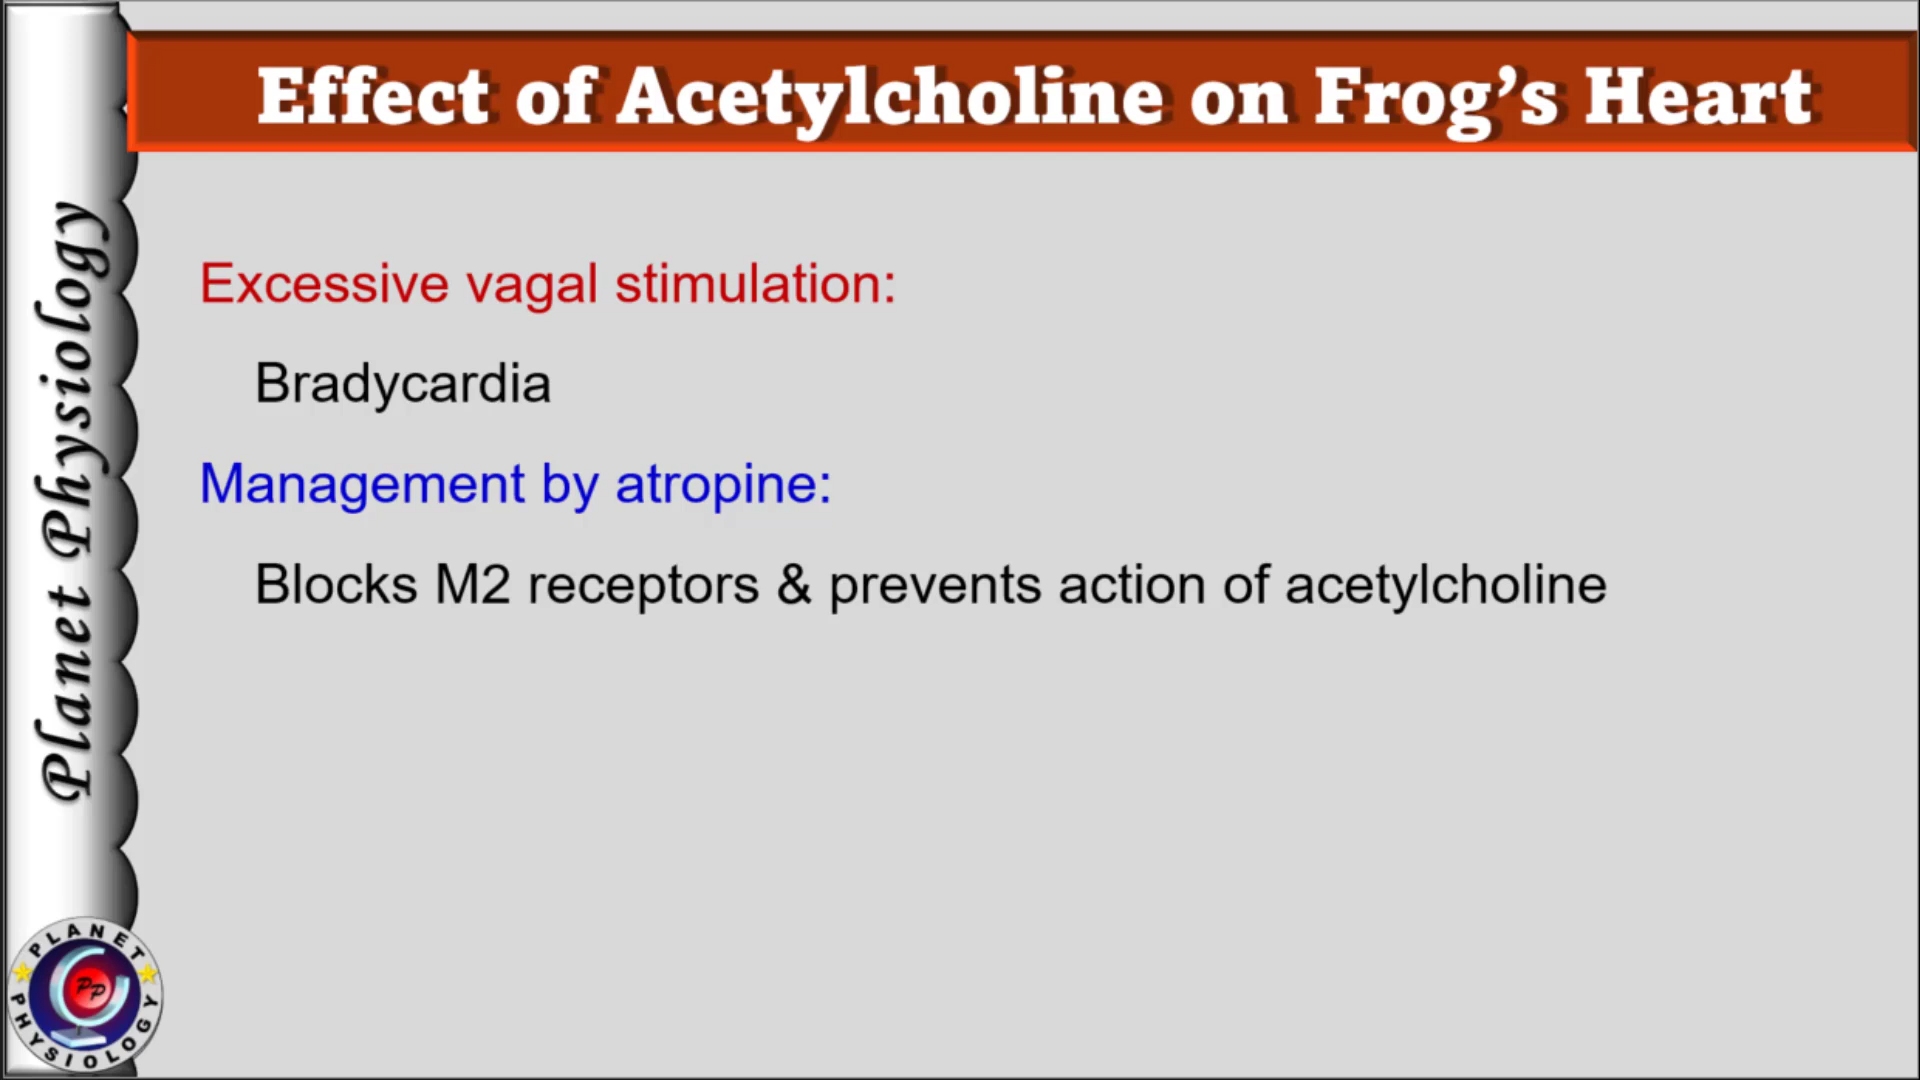 Effect of Acetylcholine on Frog’s Heart
Planet Physiology
Excessive vagal stimulation:
Bradycardia
Management by atropine:
Blocks M2 receptors & prevents action of acetylcholine
PLANET
PP
PHYSIOLOGY